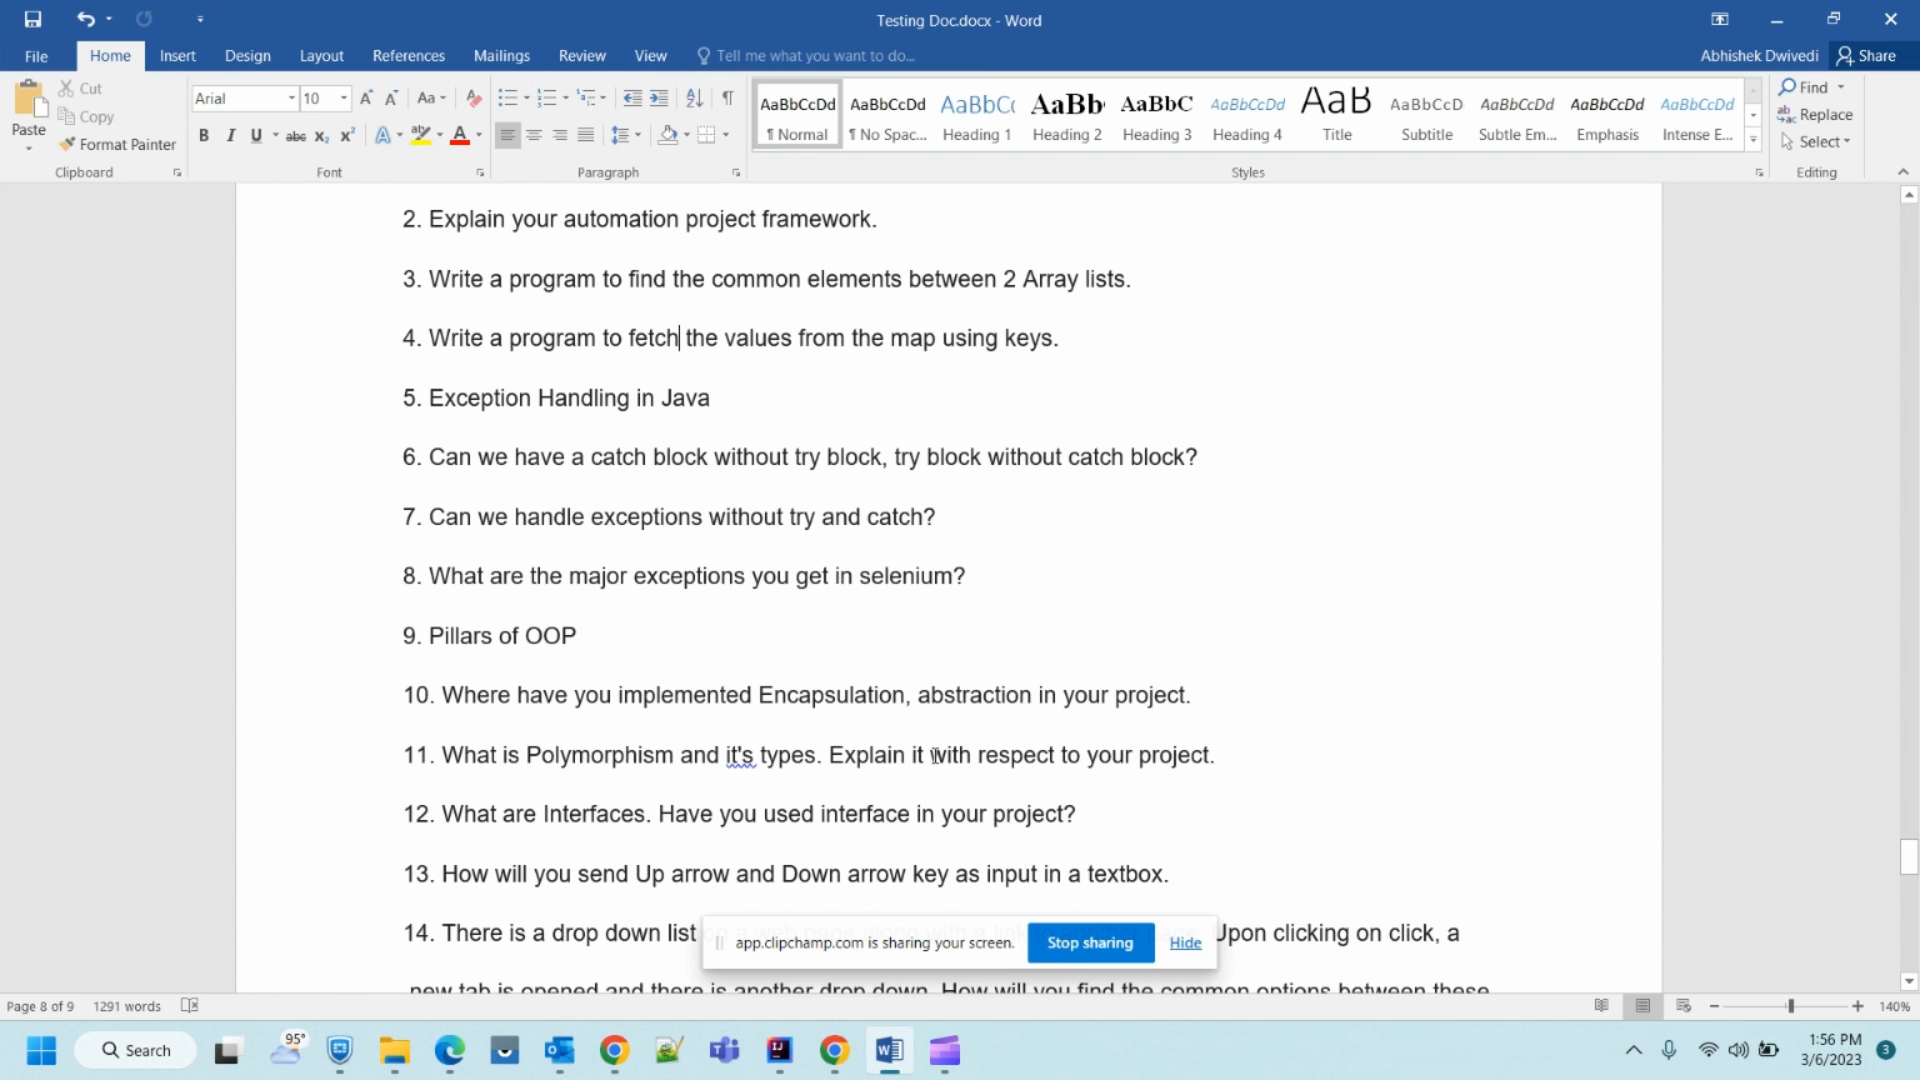 Testing Doc.docx - Word
File Home Insert Design Layout References Mailings Review View Tell me what you want to do... Abhishek Dwivedi Share
Paste Cut Copy Format Painter Clipboard
Arial 10 Font
Paragraph
AaBbCcDd AaBbCcDd AaBbC AaBb AaBbC AaBbCcDd AaB AaBbCcD AaBbCcDd AaBbCcDd AaBbCcDd
¶ Normal ¶ No Spac... Heading 1 Heading 2 Heading 3 Heading 4 Title Subtitle Subtle Em... Emphasis Intense E...
Styles
Find Replace Select Editing
2. Explain your automation project framework.
3. Write a program to find the common elements between 2 Array lists.
4. Write a program to fetch the values from the map using keys.
5. Exception Handling in Java
6. Can we have a catch block without try block, try block without catch block?
7. Can we handle exceptions without try and catch?
8. What are the major exceptions you get in selenium?
9. Pillars of OOP
10. Where have you implemented Encapsulation, abstraction in your project.
11. What is Polymorphism and it's types. Explain it with respect to your project.
12. What are Interfaces. Have you used interface in your project?
13. How will you send Up arrow and Down arrow key as input in a textbox.
14. There is a drop down list Upon clicking on click, a
app.clipchamp.com is sharing your screen. Stop sharing Hide
new tab is opened and there is another drop down. How will you find the common options between these
Page 8 of 9 1291 words 140%
95° Search 1:56 PM
3/6/2023 3